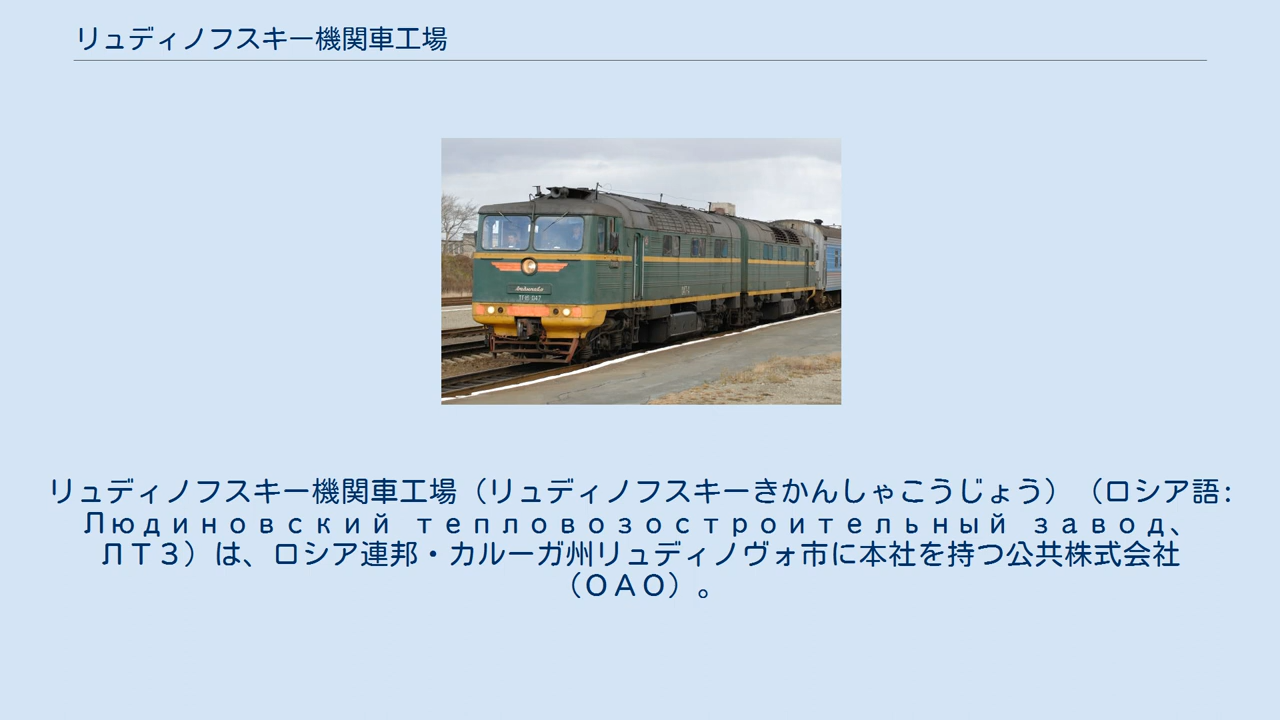 リュディノフスキー機関車工場
リュディノフスキー機関車工場（リュディノフスキーきかんしゃこうじょう）（ロシア語:
Людиновский тепловозостроительный завод、
ЛТЗ）は、ロシア連邦・カルーガ州リュディノヴォ市に本社を持つ公共株式会社
（ОАО）。